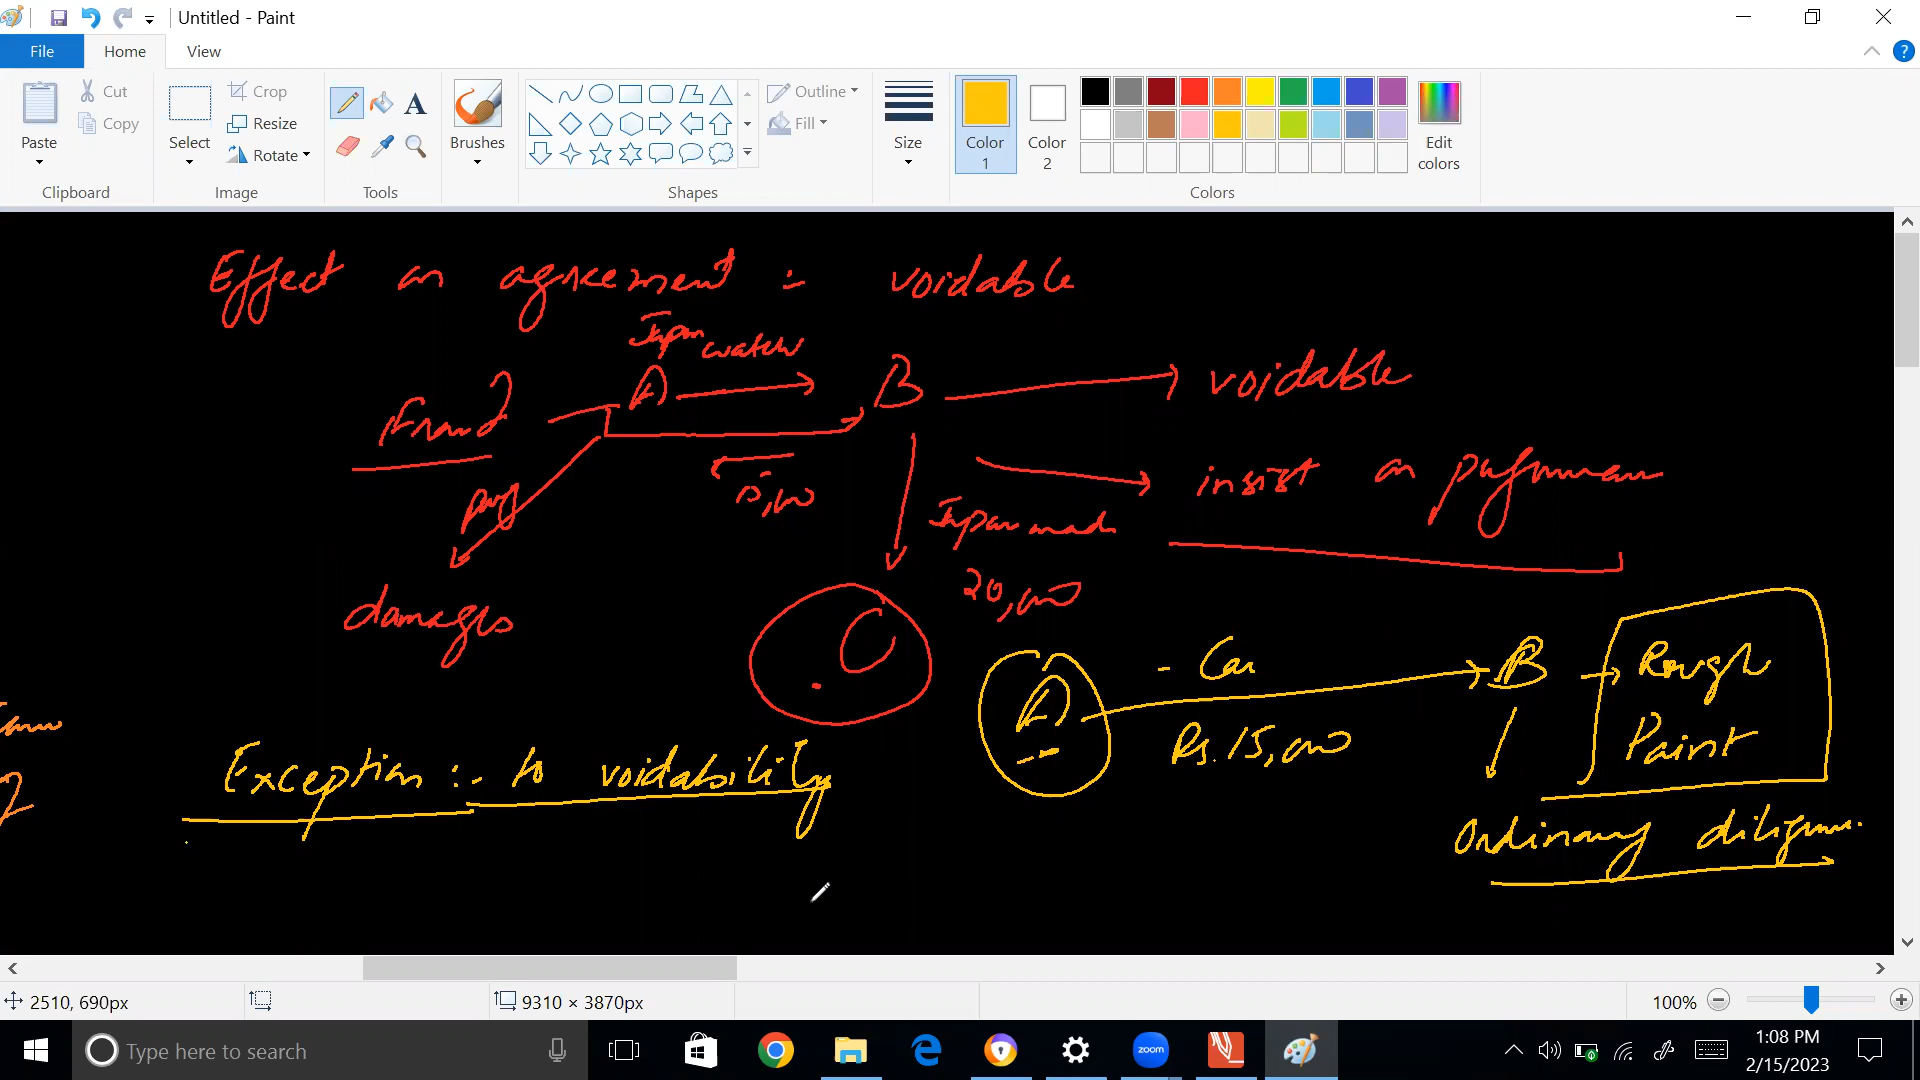 Untitled - Paint
File Home View
Paste
Cut
Copy
Clipboard
Select
Crop
Resize
Rotate
Image
Tools
Brushes
Shapes
Outline
Fill
Size
Color 1
Color 2
Edit colors
Colors
Effect on agreement = voidable
Japan watch
Fraud A B voidable
15,000
insist on
pay
Japan made
20,000
damages
C
A - Car B Rough
Rs. 15,000 Paint
Exception :- to voidability
Ordinary
2510, 690px
9310 × 3870px
100%
Type here to search
zoom
1:08 PM
2/15/2023